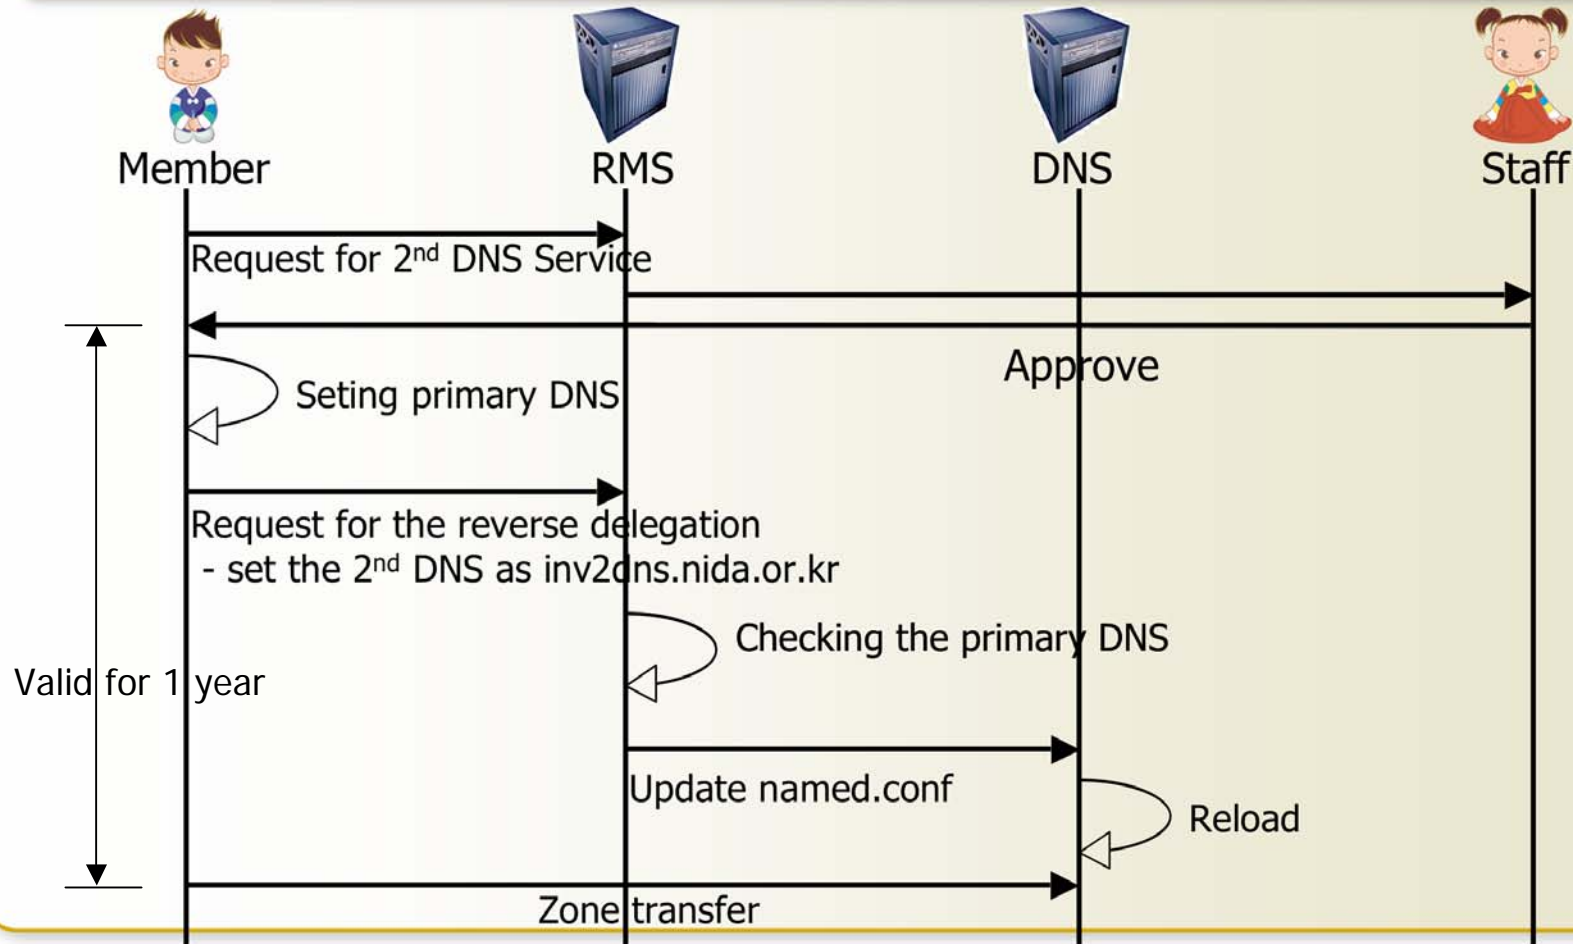 Member
RMS
DNS
Staff
Request for 2nd DNS Service
Approve
Seting primary DNS
Request for the reverse delegation
- set the 2nd DNS as inv2dns.nida.or.kr
Checking the primary DNS
Valid for 1 year
Update named.conf
Reload
Zone transfer